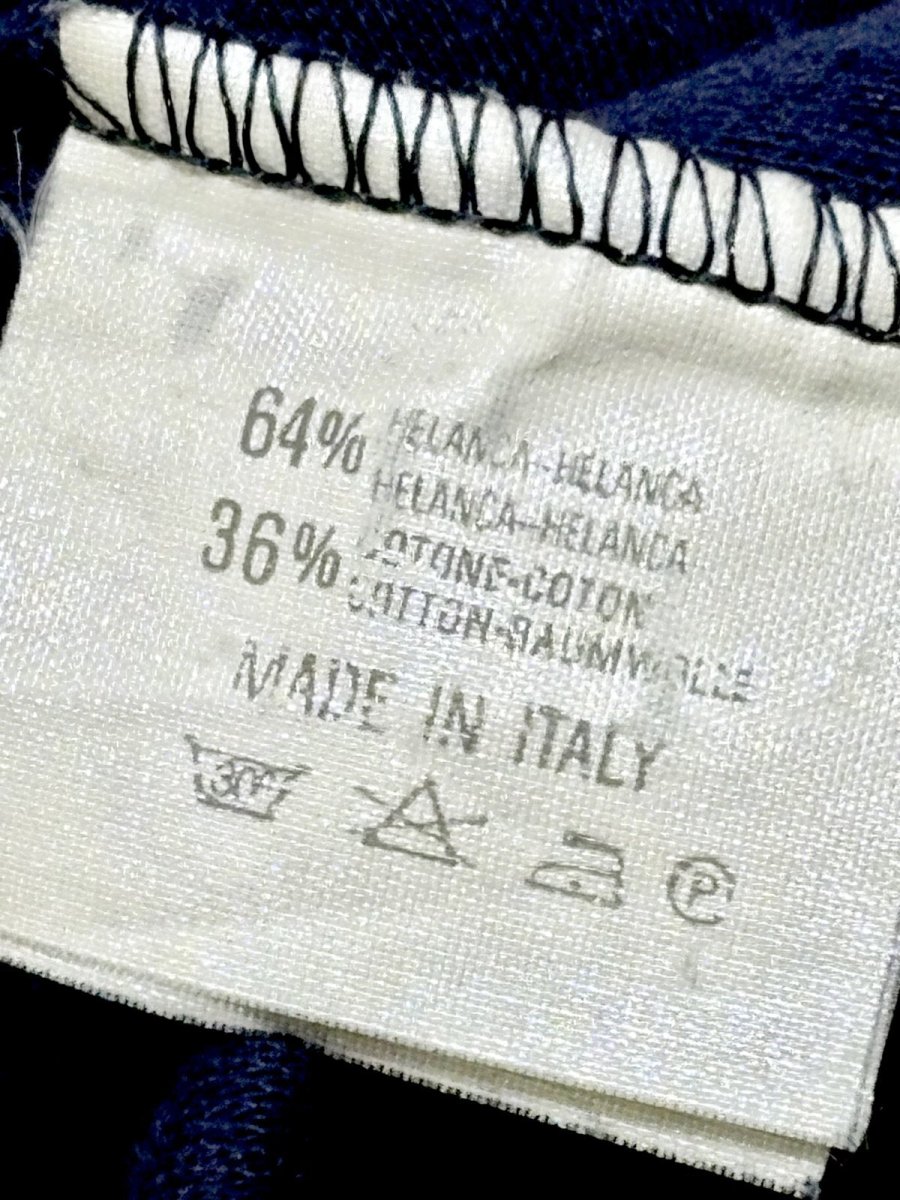 64% HELANCA-HELANCA
HELANCA-HELANCA
36% COTONE-COTON
COTTON-BAUMWOLLE
MADE IN ITALY
30°
A
P